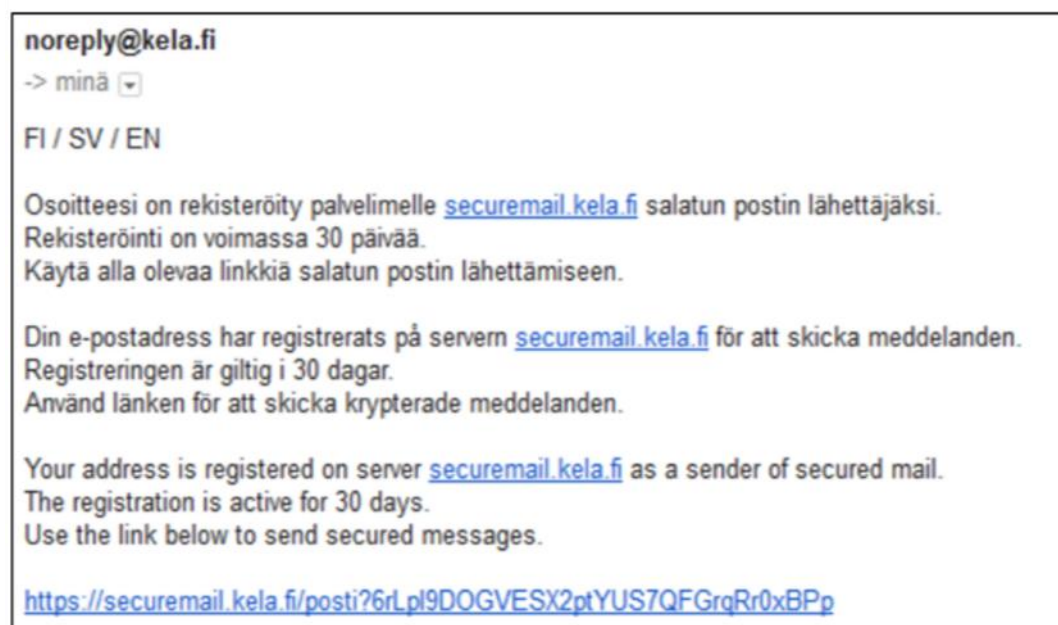 noreply@kela.fi
-> minä
FI / SV / EN
Osoitteesi on rekisteröity palvelimelle securemail.kela.fi salatun postin lähettäjäksi.
Rekisteröinti on voimassa 30 päivää.
Käytä alla olevaa linkkiä salatun postin lähettämiseen.
Din e-postadress har registrerats på servern securemail.kela.fi för att skicka meddelanden.
Registreringen är giltig i 30 dagar.
Använd länken för att skicka krypterade meddelanden.
Your address is registered on server securemail.kela.fi as a sender of secured mail.
The registration is active for 30 days.
Use the link below to send secured messages.
https://securemail.kela.fi/posti?6rLpl9DOGVESX2ptYUS7QFGrqRr0xBPp